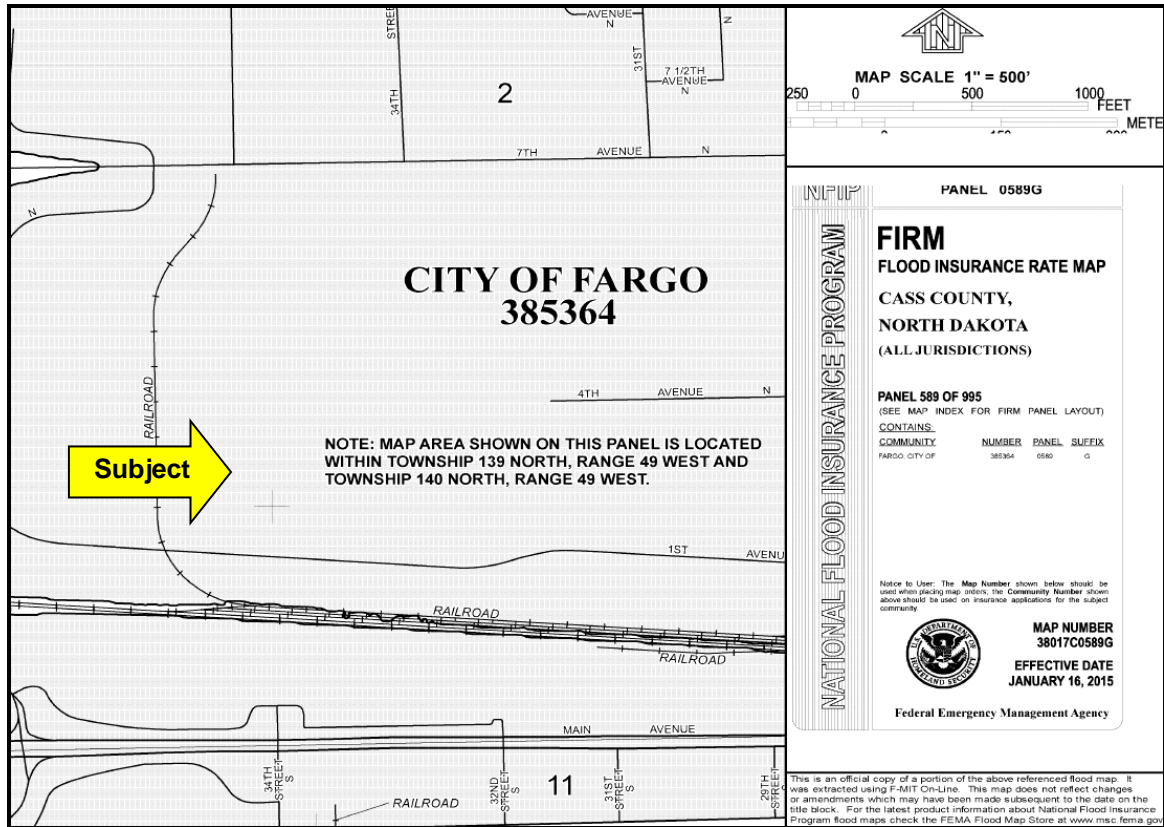 AVENUE
N
N
STREE
34TH
2
31ST
7 1/2TH
AVENUE
N
7TH AVENUE N
N
CITY OF FARGO
385364
RAILROAD
4TH AVENUE N
Subject
NOTE: MAP AREA SHOWN ON THIS PANEL IS LOCATED
WITHIN TOWNSHIP 139 NORTH, RANGE 49 WEST AND
TOWNSHIP 140 NORTH, RANGE 49 WEST.
1ST AVENU
RAILROAD
RAILROAD
MAIN AVENUE
34TH
STREET
S
32ND
STREET
S
11
31ST
STREET
S
29TH
STREET
RAILROAD
N
MAP SCALE 1" = 500'
250 0 500 1000
FEET
METE
0 150 300
NFIP
PANEL 0589G
NATIONAL FLOOD INSURANCE PROGRAM
FIRM
FLOOD INSURANCE RATE MAP
CASS COUNTY,
NORTH DAKOTA
(ALL JURISDICTIONS)
PANEL 589 OF 995
(SEE MAP INDEX FOR FIRM PANEL LAYOUT)
CONTAINS:
COMMUNITY NUMBER PANEL SUFFIX
FARGO, CITY OF 385364 0589 G
Notice to User: The Map Number shown below should be
used when placing map orders; the Community Number shown
above should be used on insurance applications for the subject
community.
U.S. DEPARTMENT OF
HOMELAND SECURITY
MAP NUMBER
38017C0589G
EFFECTIVE DATE
JANUARY 16, 2015
Federal Emergency Management Agency
This is an official copy of a portion of the above referenced flood map. It
was extracted using F-MIT On-Line. This map does not reflect changes
or amendments which may have been made subsequent to the date on the
title block. For the latest product information about National Flood Insurance
Program flood maps check the FEMA Flood Map Store at www.msc.fema.gov